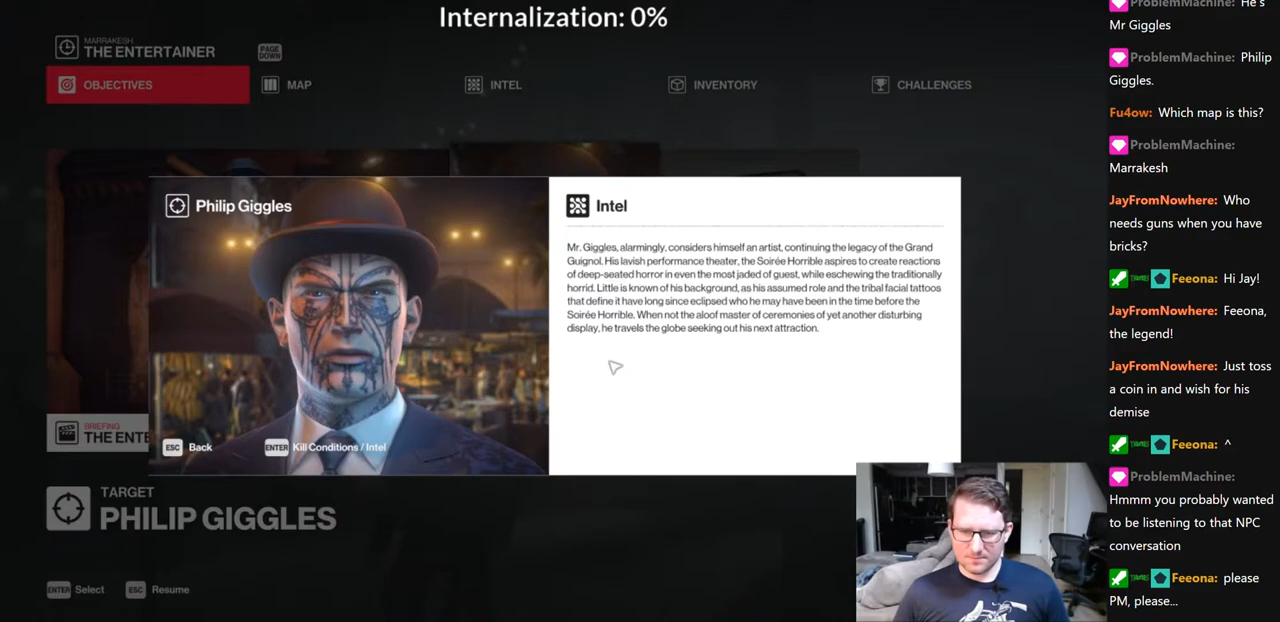 Internalization: 0%
MARRAKESH
THE ENTERTAINER
PAGE DOWN
OBJECTIVES
MAP
INTEL
INVENTORY
CHALLENGES
Philip Giggles
Intel
Mr. Giggles, alarmingly, considers himself an artist, continuing the legacy of the Grand
Guignol. His lavish performance theater, the Soirée Horrible aspires to create reactions
of deep-seated horror in even the most jaded of guest, while eschewing the traditionally
horrid. Little is known of his background, as his assumed role and the tribal facial tattoos
that define it have long since eclipsed who he may have been in the time before the
Soirée Horrible. When not the aloof master of ceremonies of yet another disturbing
display, he travels the globe seeking out his next attraction.
ESC Back
ENTER Kill Conditions / Intel
BRIEFING
THE ENTE
TARGET
PHILIP GIGGLES
ENTER Select
ESC Resume
ProblemMachine: He's
Mr Giggles
ProblemMachine: Philip
Giggles.
Fu4ow: Which map is this?
ProblemMachine:
Marrakesh
JayFromNowhere: Who
needs guns when you have
bricks?
Feeona: Hi Jay!
JayFromNowhere: Feeona,
the legend!
JayFromNowhere: Just toss
a coin in and wish for his
demise
Feeona: ^
ProblemMachine:
Hmmm you probably wanted
to be listening to that NPC
conversation
Feeona: please
PM, please...